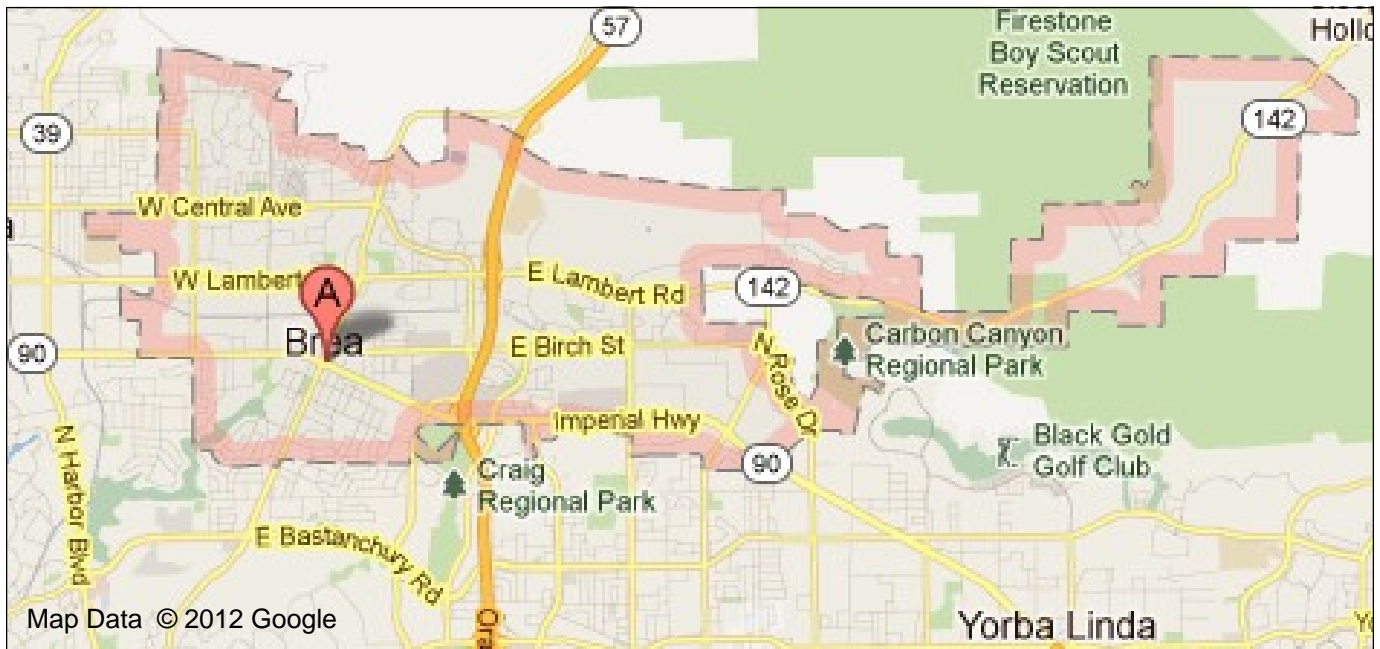 57
Firestone
Boy Scout
Reservation
39
142
W Central Ave
W Lambert
A
E Lambert Rd
142
Brea
90
E Birch St
N Rose Dr
Carbon Canyon
Regional Park
Imperial Hwy
90
Black Gold
Golf Club
N Harbor Blvd
Craig
Regional Park
E Bastanchury Rd
Map Data © 2012 Google
Yorba Linda